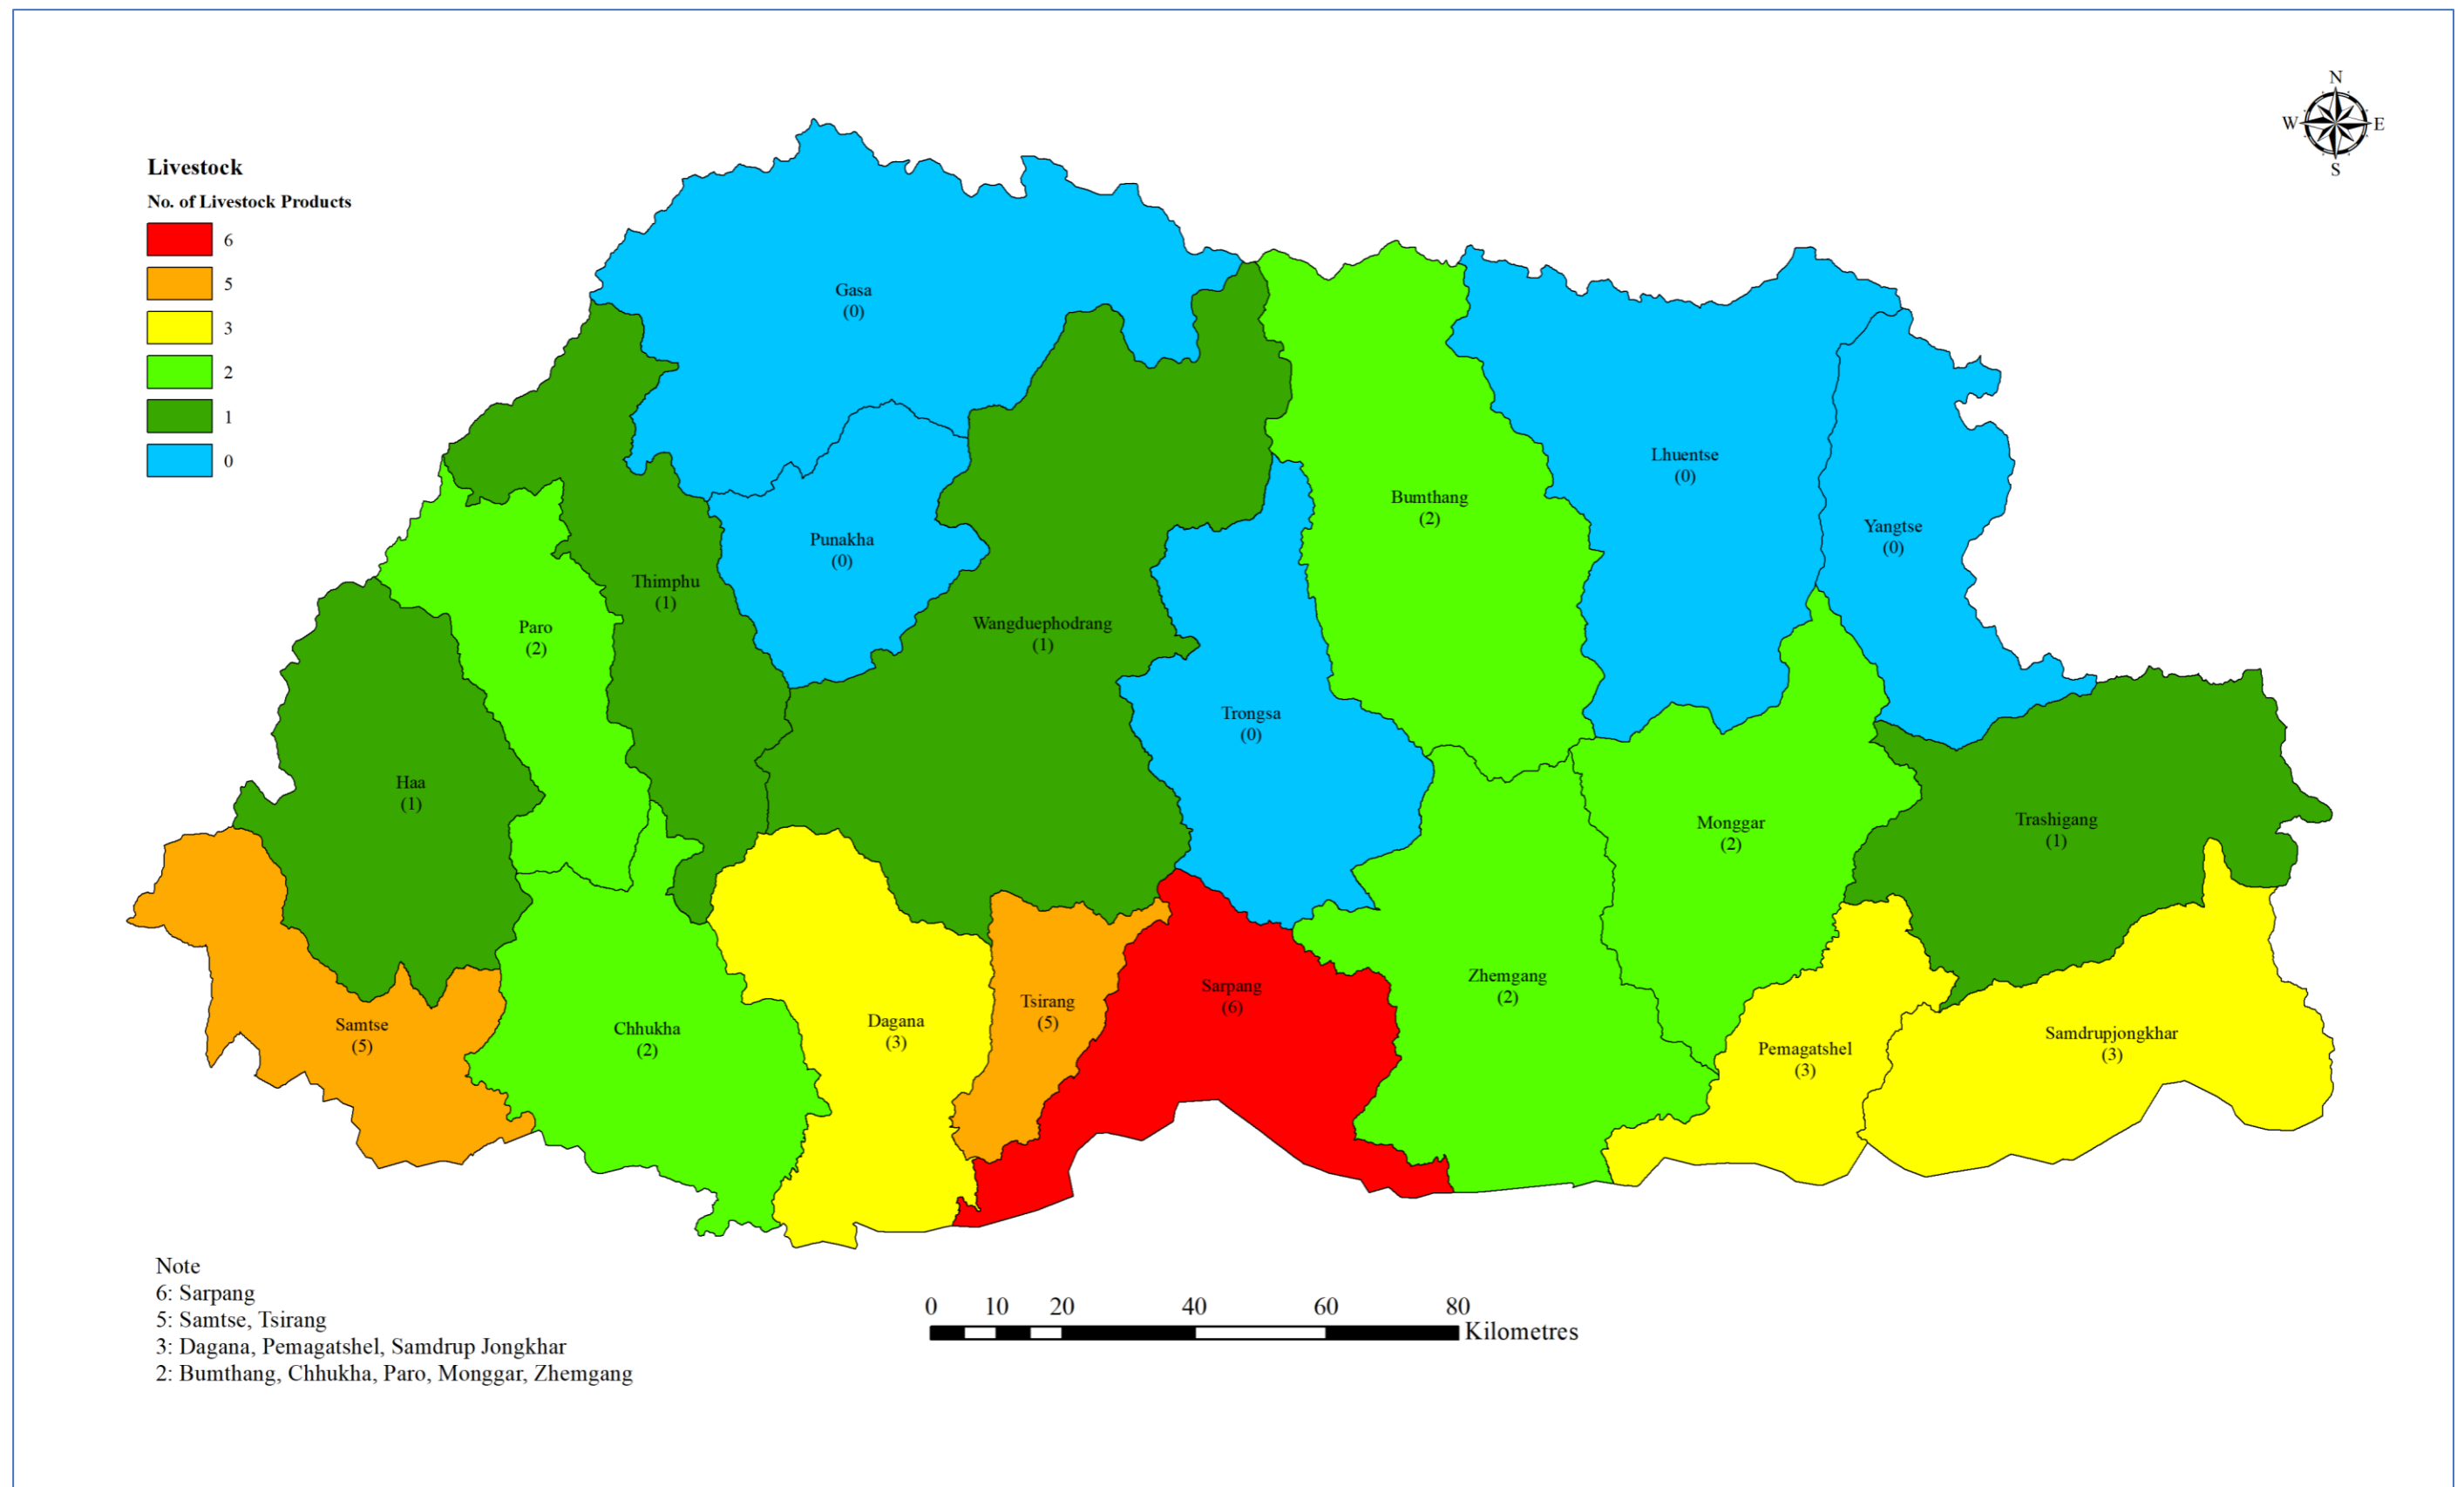 N
W E
S
Livestock
No. of Livestock Products
6
5
3
2
1
0
Gasa
(0)
Lhuentse
(0)
Bumthang
(2)
Yangtse
(0)
Punakha
(0)
Thimphu
(1)
Wangduephodrang
(1)
Paro
(2)
Trongsa
(0)
Haa
(1)
Monggar
(2)
Trashigang
(1)
Zhemgang
(2)
Sarpang
(6)
Tsirang
(5)
Dagana
(3)
Samtse
(5)
Chhukha
(2)
Samdrupjongkhar
(3)
Pemagatshel
(3)
Note
6: Sarpang
5: Samtse, Tsirang
3: Dagana, Pemagatshel, Samdrup Jongkhar
2: Bumthang, Chhukha, Paro, Monggar, Zhemgang
0 10 20 40 60 80
Kilometres